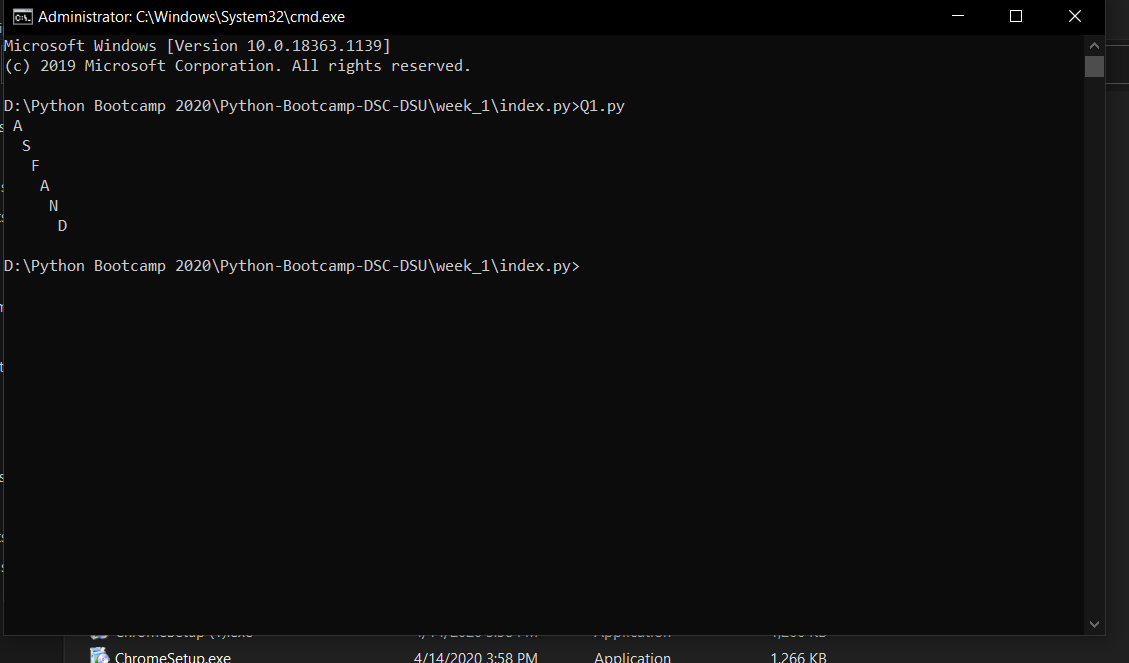 Administrator: C:\Windows\System32\cmd.exe
Microsoft Windows [Version 10.0.18363.1139]
(c) 2019 Microsoft Corporation. All rights reserved.
D:\Python Bootcamp 2020\Python-Bootcamp-DSC-DSU\week_1\index.py>Q1.py
A
S
F
A
N
D
D:\Python Bootcamp 2020\Python-Bootcamp-DSC-DSU\week_1\index.py>
ChromeSetup.exe 4/14/2020 3:58 PM Application 1,266 KB